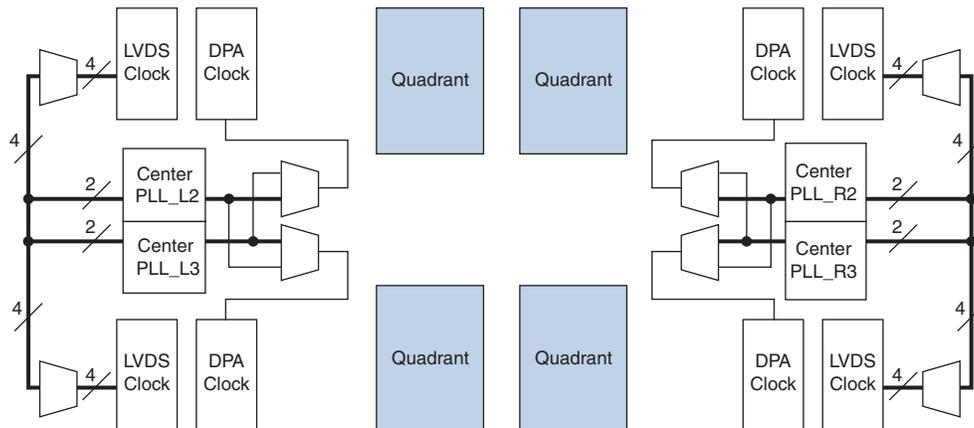 4
LVDS
Clock
DPA
Clock
Quadrant
Quadrant
DPA
Clock
LVDS
Clock
4
4
4
2
Center
PLL_L2
Center
PLL_R2
2
2
Center
PLL_L3
Center
PLL_R3
2
4
4
4
LVDS
Clock
DPA
Clock
Quadrant
Quadrant
DPA
Clock
LVDS
Clock
4